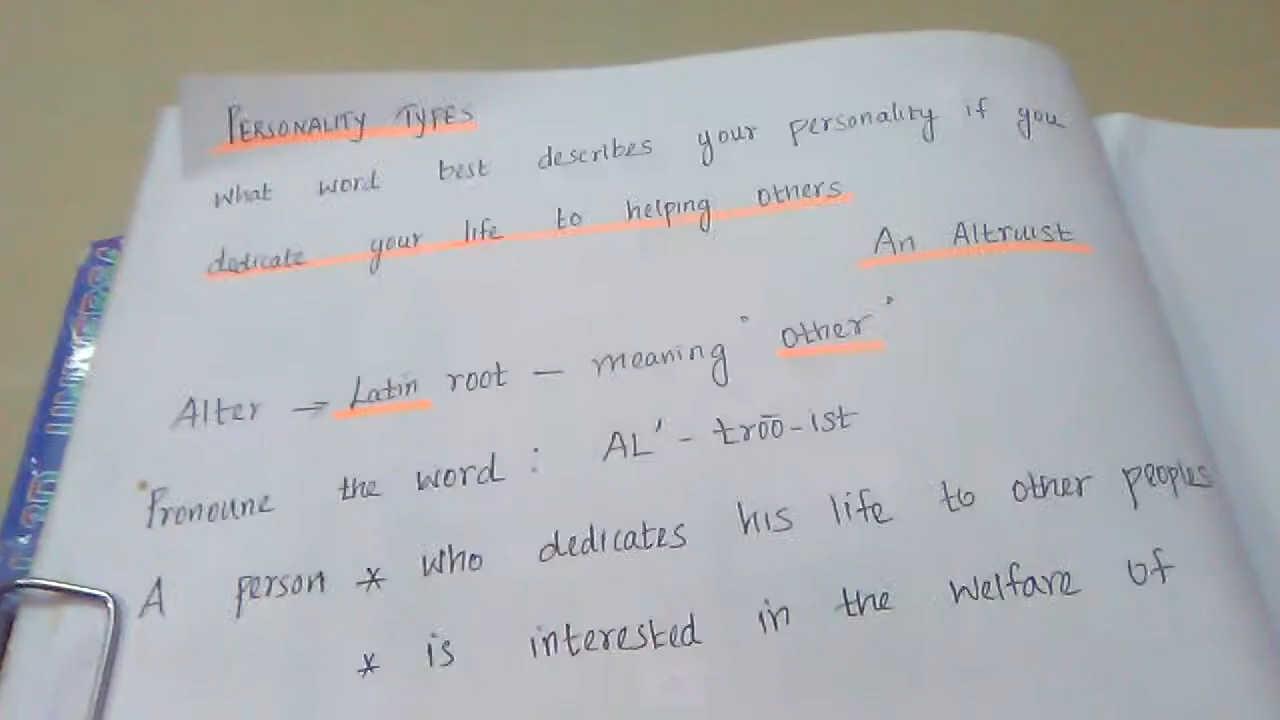 PERSONALITY TYPES
What word best describes your personality if you
dedicate your life to helping others
An Altruist
Alter → Latin root – meaning "other"
Pronoune the word : AL' - trōō-ist
A person * who dedicates his life to other peoples
* is interested in the welfare of